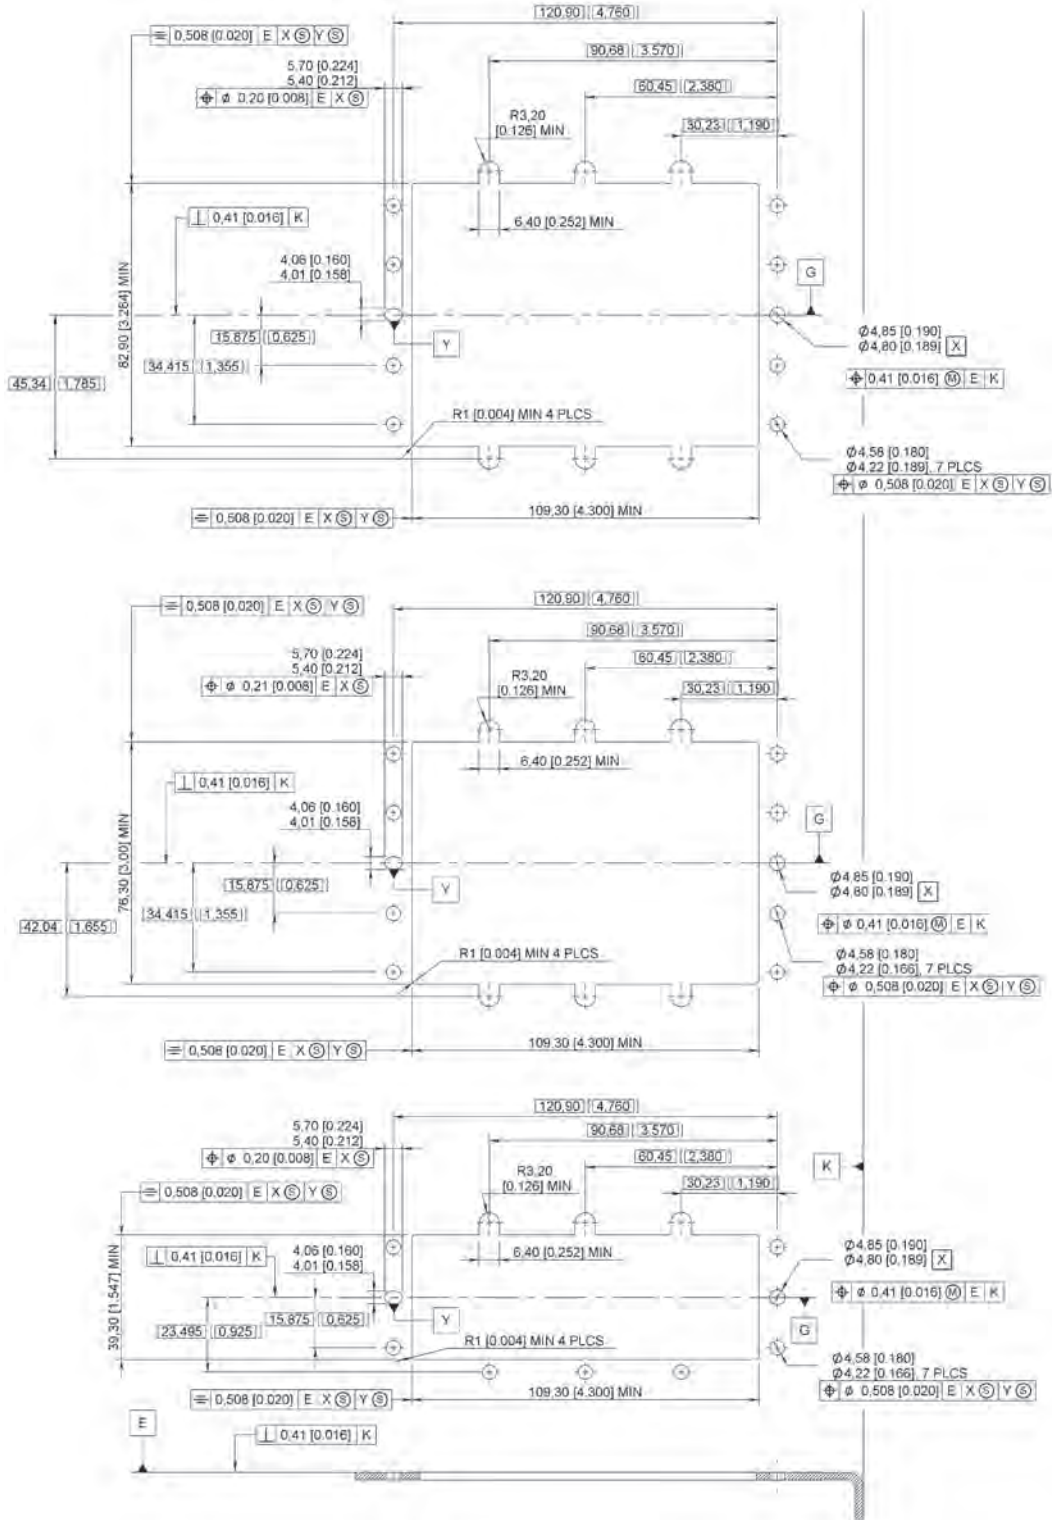 120,90 4,760
⌯ 0,508 [0.020] E X Ⓢ Y Ⓢ
90,68 3.570
5,70 [0.224]
5,40 [0.212]
⌖ ⌀ 0,20 [0.008] E X Ⓢ
60,45 2,380
R3,20
[0.126] MIN
30,23 1,190
⟂ 0,41 [0.016] K
6,40 [0.252] MIN
4,06 [0.160]
4,01 [0.158]
G
82,90 [3.264] MIN
15,875 0,625
Y
Ø4,85 [0.190]
Ø4,80 [0.189] X
34,415 1,355
45,34 1,785
⌖ 0,41 [0.016] Ⓜ E K
R1 [0.004] MIN 4 PLCS
Ø4,58 [0.180]
Ø4,22 [0.189], 7 PLCS
⌖ ⌀ 0,508 [0.020] E X Ⓢ Y Ⓢ
⌯ 0,508 [0.020] E X Ⓢ Y Ⓢ
109,30 [4.300] MIN
120,90 4,760
⌯ 0,508 [0.020] E X Ⓢ Y Ⓢ
90,68 3.570
5,70 [0.224]
5,40 [0.212]
⌖ ⌀ 0,21 [0.008] E X Ⓢ
60,45 2,380
R3,20
[0.126] MIN
30,23 1,190
6,40 [0.252] MIN
⟂ 0,41 [0.016] K
4,06 [0.160]
4,01 [0.158]
G
76,30 [3.00] MIN
15,875 0,625
Y
Ø4,85 [0.190]
Ø4,80 [0.189] X
34,415 1,355
42,04 1.655
⌖ ⌀ 0,41 [0.016] Ⓜ E K
R1 [0.004] MIN 4 PLCS
Ø4,58 [0.180]
Ø4,22 [0.166], 7 PLCS
⌖ ⌀ 0,508 [0.020] E X Ⓢ Y Ⓢ
⌯ 0,508 [0.020] E X Ⓢ Y Ⓢ
109,30 [4.300] MIN
120,90 4,760
5,70 [0.224]
5,40 [0.212]
⌖ ⌀ 0,20 [0.008] E X Ⓢ
90,68 3.570
60,45 2,380
K
R3,20
[0.126] MIN
30,23 1,190
⌯ 0,508 [0.020] E X Ⓢ Y Ⓢ
39,30 [1.547] MIN
⟂ 0,41 [0.016] K
4,06 [0.160]
4,01 [0.158]
6,40 [0.252] MIN
Ø4,85 [0.190]
Ø4,80 [0.189] X
⌖ ⌀ 0,41 [0.016] Ⓜ E K
15,875 0,625
Y
G
23,495 0,925
R1 [0.004] MIN 4 PLCS
Ø4,58 [0.180]
Ø4,22 [0.166], 7 PLCS
⌖ ⌀ 0,508 [0.020] E X Ⓢ Y Ⓢ
⌯ 0,508 [0.020] E X Ⓢ Y Ⓢ
109,30 [4.300] MIN
E
⟂ 0,41 [0.016] K